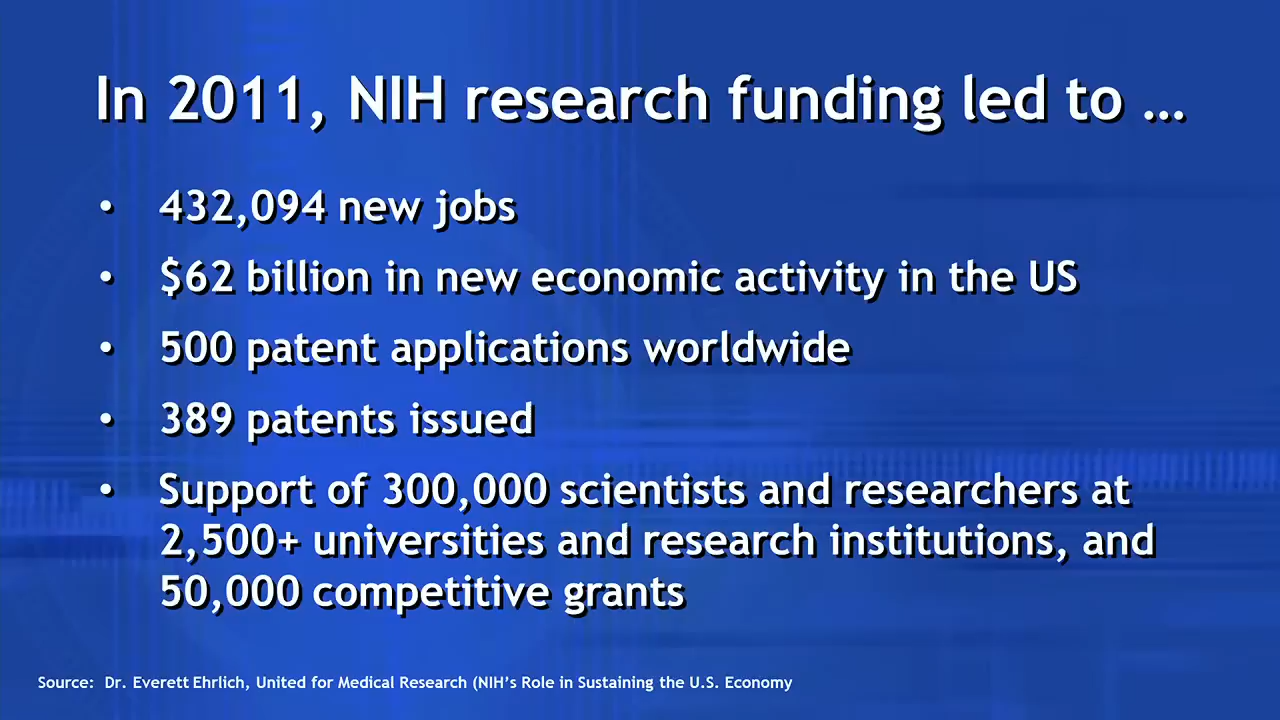 In 2011, NIH research funding led to …
• 432,094 new jobs
• $62 billion in new economic activity in the US
• 500 patent applications worldwide
• 389 patents issued
• Support of 300,000 scientists and researchers at
2,500+ universities and research institutions, and
50,000 competitive grants
Source: Dr. Everett Ehrlich, United for Medical Research (NIH's Role in Sustaining the U.S. Economy